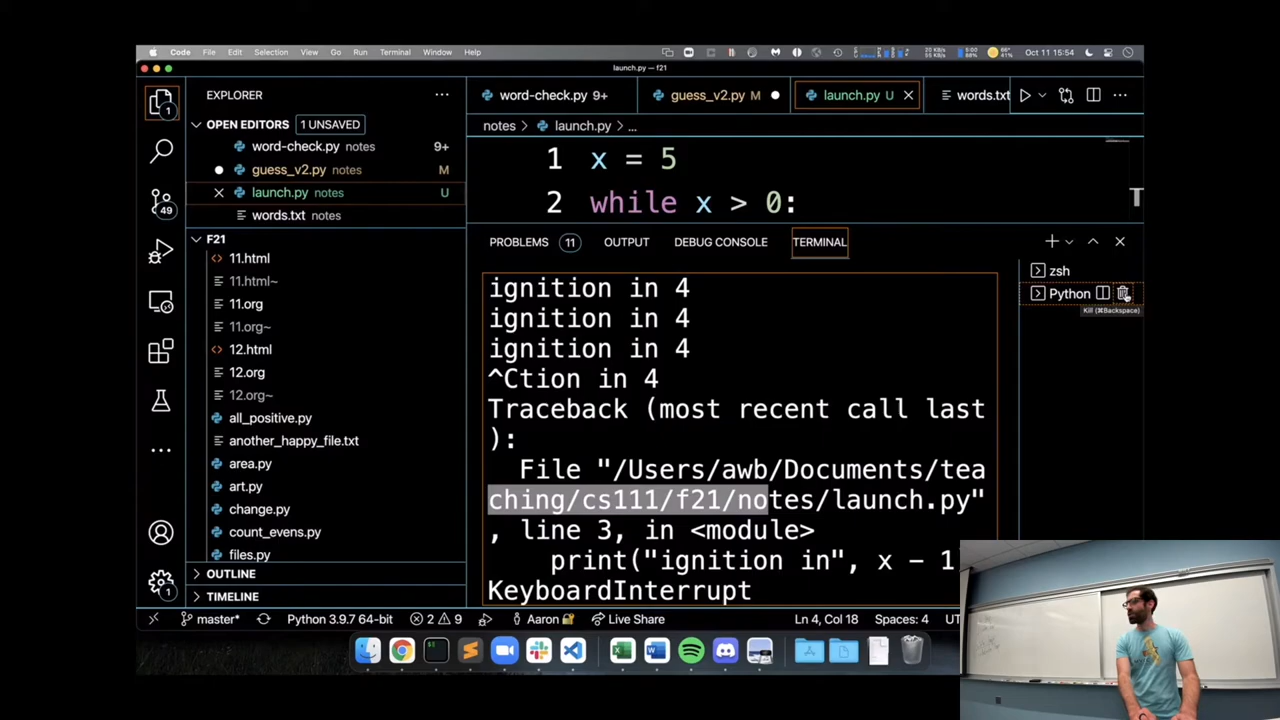 Code File Edit Selection View Go Run Terminal Window Help
Oct 11 15:54
launch.py — f21
EXPLORER
OPEN EDITORS 1 UNSAVED
word-check.py notes 9+
guess_v2.py notes M
launch.py notes U
words.txt notes
F21
11.html
11.html~
11.org
11.org~
12.html
12.org
12.org~
all_positive.py
another_happy_file.txt
area.py
art.py
change.py
count_evens.py
files.py
OUTLINE
TIMELINE
1
49
1
word-check.py 9+
guess_v2.py M
launch.py U
words.txt
notes > launch.py > ...
1 x = 5
2 while x > 0:
PROBLEMS 11 OUTPUT DEBUG CONSOLE TERMINAL
ignition in 4
ignition in 4
ignition in 4
^Ction in 4
Traceback (most recent call last
):
File "/Users/awb/Documents/tea
ching/cs111/f21/notes/launch.py"
, line 3, in <module>
print("ignition in", x - 1
KeyboardInterrupt
zsh
Python
Kill (⌘Backspace)
master* Python 3.9.7 64-bit 2 9 Aaron Live Share Ln 4, Col 18 Spaces: 4 UT